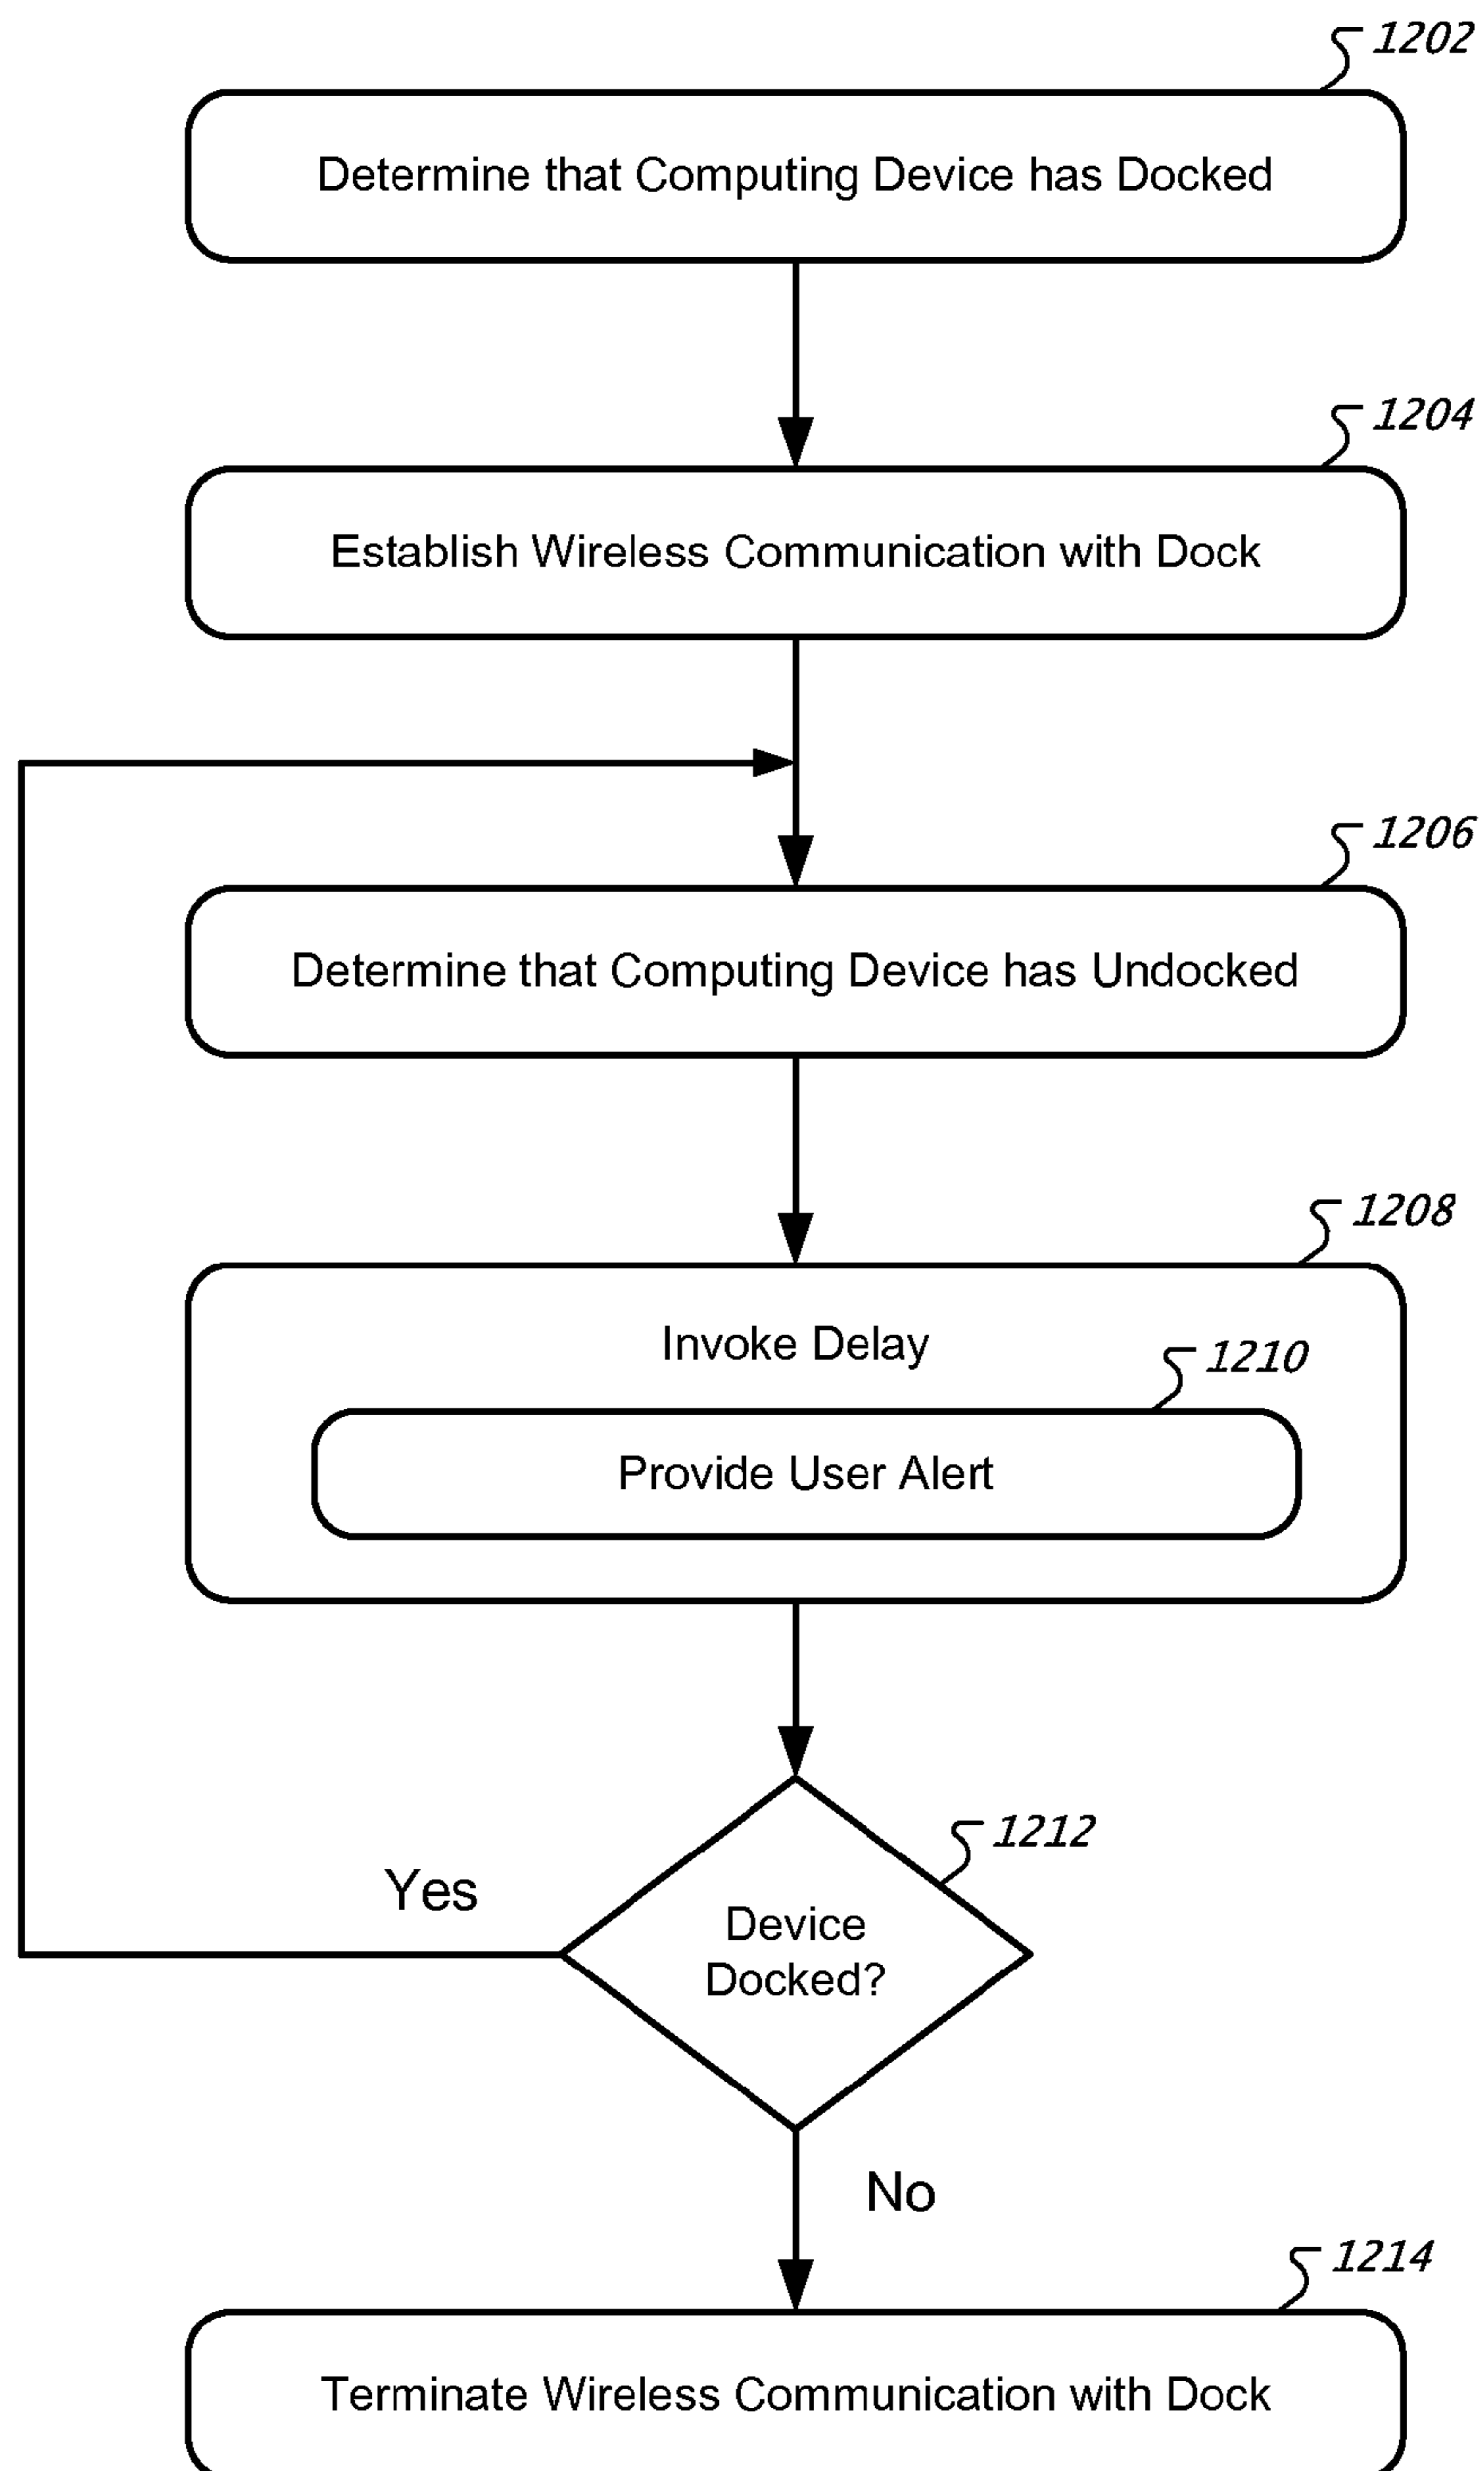 1202
Determine that Computing Device has Docked
1204
Establish Wireless Communication with Dock
1206
Determine that Computing Device has Undocked
1208
Invoke Delay
1210
Provide User Alert
1212
Yes
Device
Docked?
No
1214
Terminate Wireless Communication with Dock